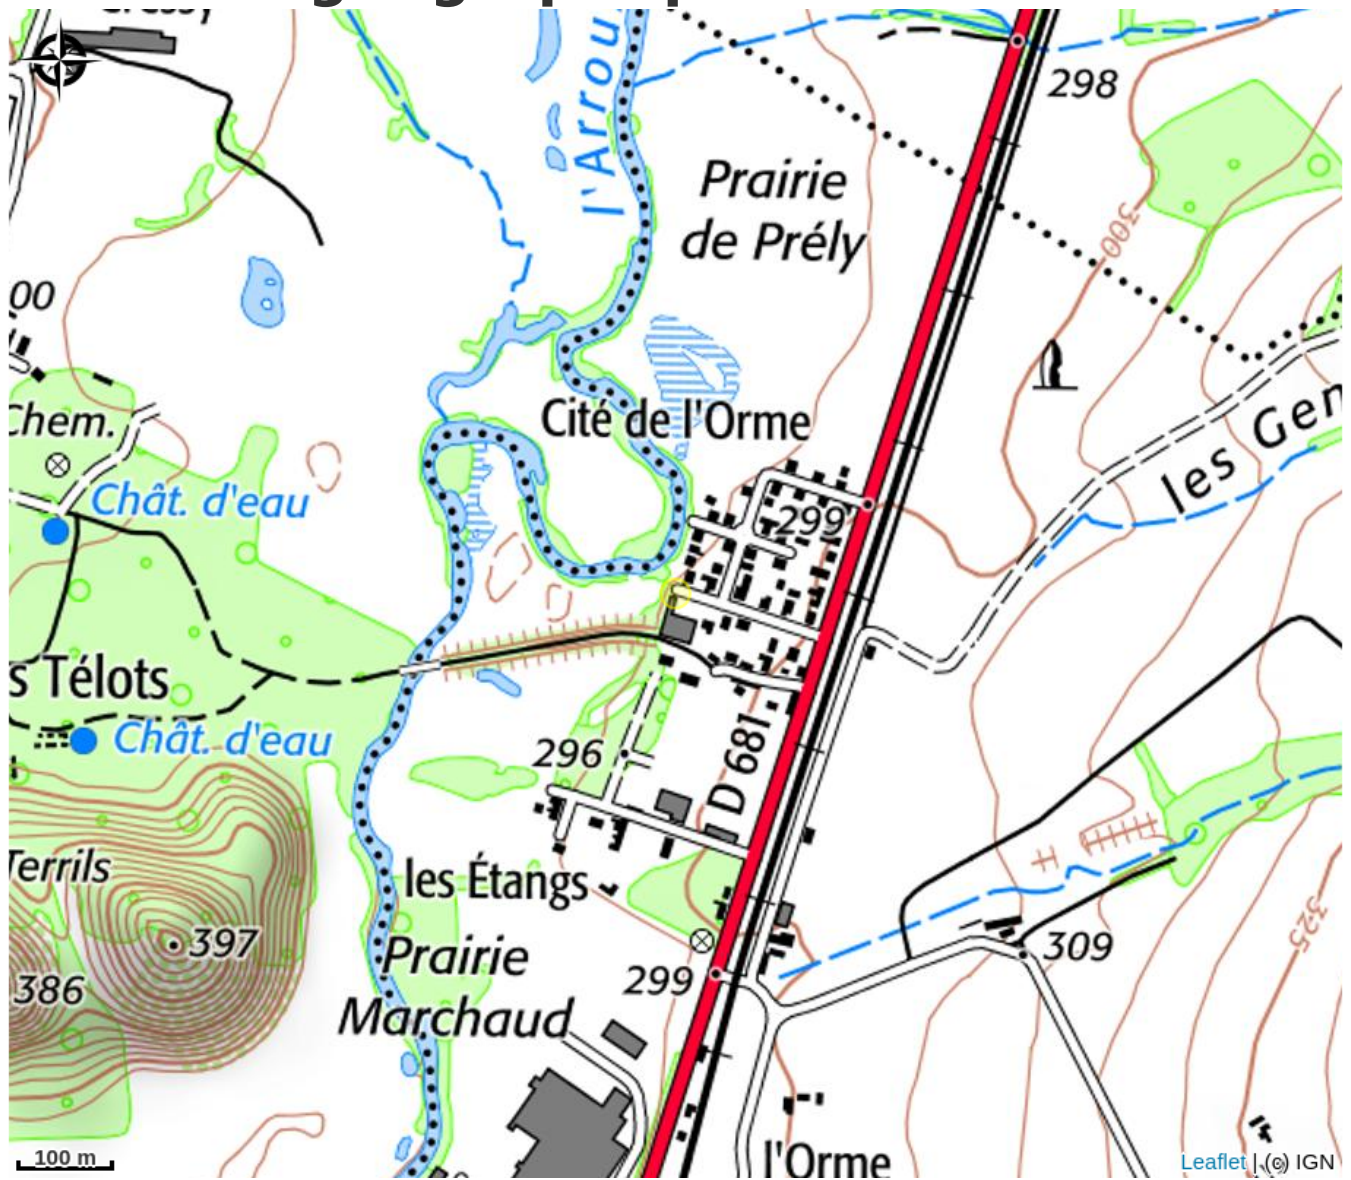 l'Arrou
298
Prairie
de Prély
300
00
Cité de l'Orme
Chem.
Chât. d'eau
les Gen
299
s Télots
Chât. d'eau
296
D 681
Terrils
les Étangs
397
Prairie
Marchaud
386
299
309
325
l'Orme
100 m
Leaflet | (c) IGN